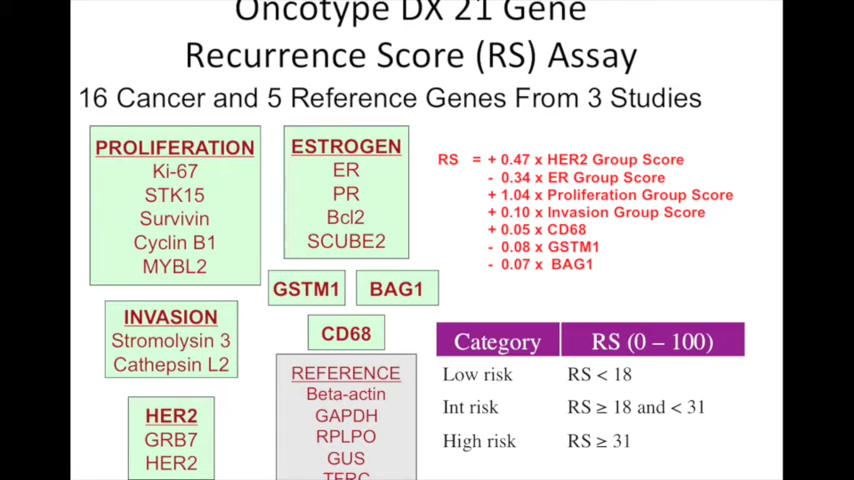 Oncotype DX 21 Gene
Recurrence Score (RS) Assay
16 Cancer and 5 Reference Genes From 3 Studies
PROLIFERATION
Ki-67
STK15
Survivin
Cyclin B1
MYBL2
ESTROGEN
ER
PR
Bcl2
SCUBE2
RS = + 0.47 x HER2 Group Score
- 0.34 x ER Group Score
+ 1.04 x Proliferation Group Score
+ 0.10 x Invasion Group Score
+ 0.05 x CD68
- 0.08 x GSTM1
- 0.07 x BAG1
GSTM1
BAG1
INVASION
Stromolysin 3
Cathepsin L2
CD68
HER2
GRB7
HER2
REFERENCE
Beta-actin
GAPDH
RPLPO
GUS
TFRC
Category RS (0 – 100)
Low risk RS < 18
Int risk RS ≥ 18 and < 31
High risk RS ≥ 31